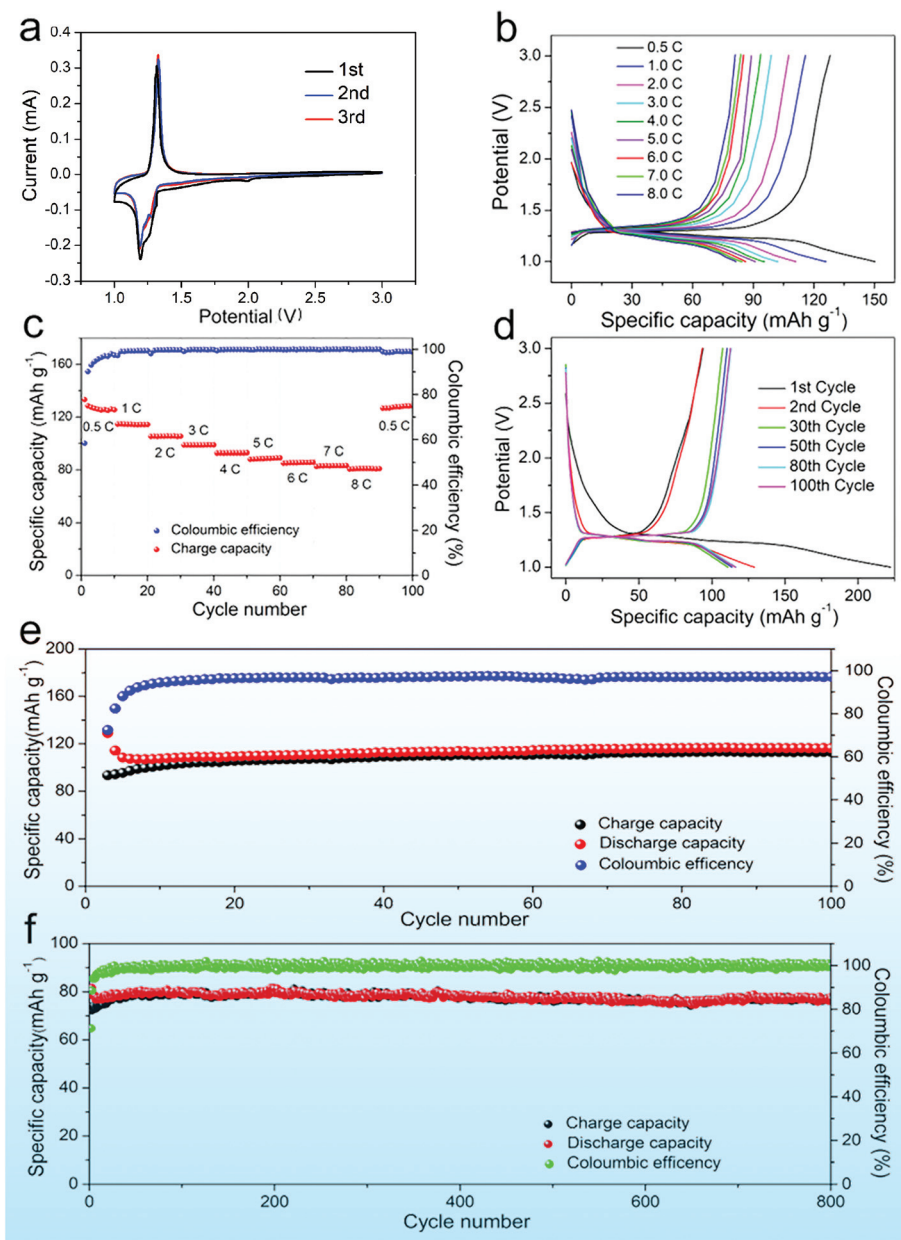 a
0.4
0.3
0.2
0.1
0.0
-0.1
-0.2
-0.3
Current (mA)
1st
2nd
3rd
1.0
1.5
2.0
2.5
3.0
Potential (V)
b
3.0
2.5
2.0
1.5
1.0
Potential (V)
0.5 C
1.0 C
2.0 C
3.0 C
4.0 C
5.0 C
6.0 C
7.0 C
8.0 C
0
30
60
90
120
150
Specific capacity (mAh g⁻¹)
c
160
120
80
40
0
Specific capacity (mAh g⁻¹)
0.5 C
1 C
2 C
3 C
4 C
5 C
6 C
7 C
8 C
0.5 C
Coloumbic efficiency
Charge capacity
100
80
60
40
20
0
Coloumbic efficiency (%)
0
20
40
60
80
100
Cycle number
d
3.0
2.5
2.0
1.5
1.0
Potential (V)
1st Cycle
2nd Cycle
30th Cycle
50th Cycle
80th Cycle
100th Cycle
0
50
100
150
200
Specific capacity (mAh g⁻¹)
e
200
160
120
80
40
0
Specific capacity(mAh g⁻¹)
Charge capacity
Discharge capacity
Coloumbic efficency
100
80
60
40
20
0
Coloumbic efficiency (%)
0
20
40
60
80
100
Cycle number
f
100
80
60
40
20
0
Specific capacity(mAh g⁻¹)
Charge capacity
Discharge capacity
Coloumbic efficency
100
80
60
40
20
0
Coloumbic efficiency (%)
0
200
400
600
800
Cycle number